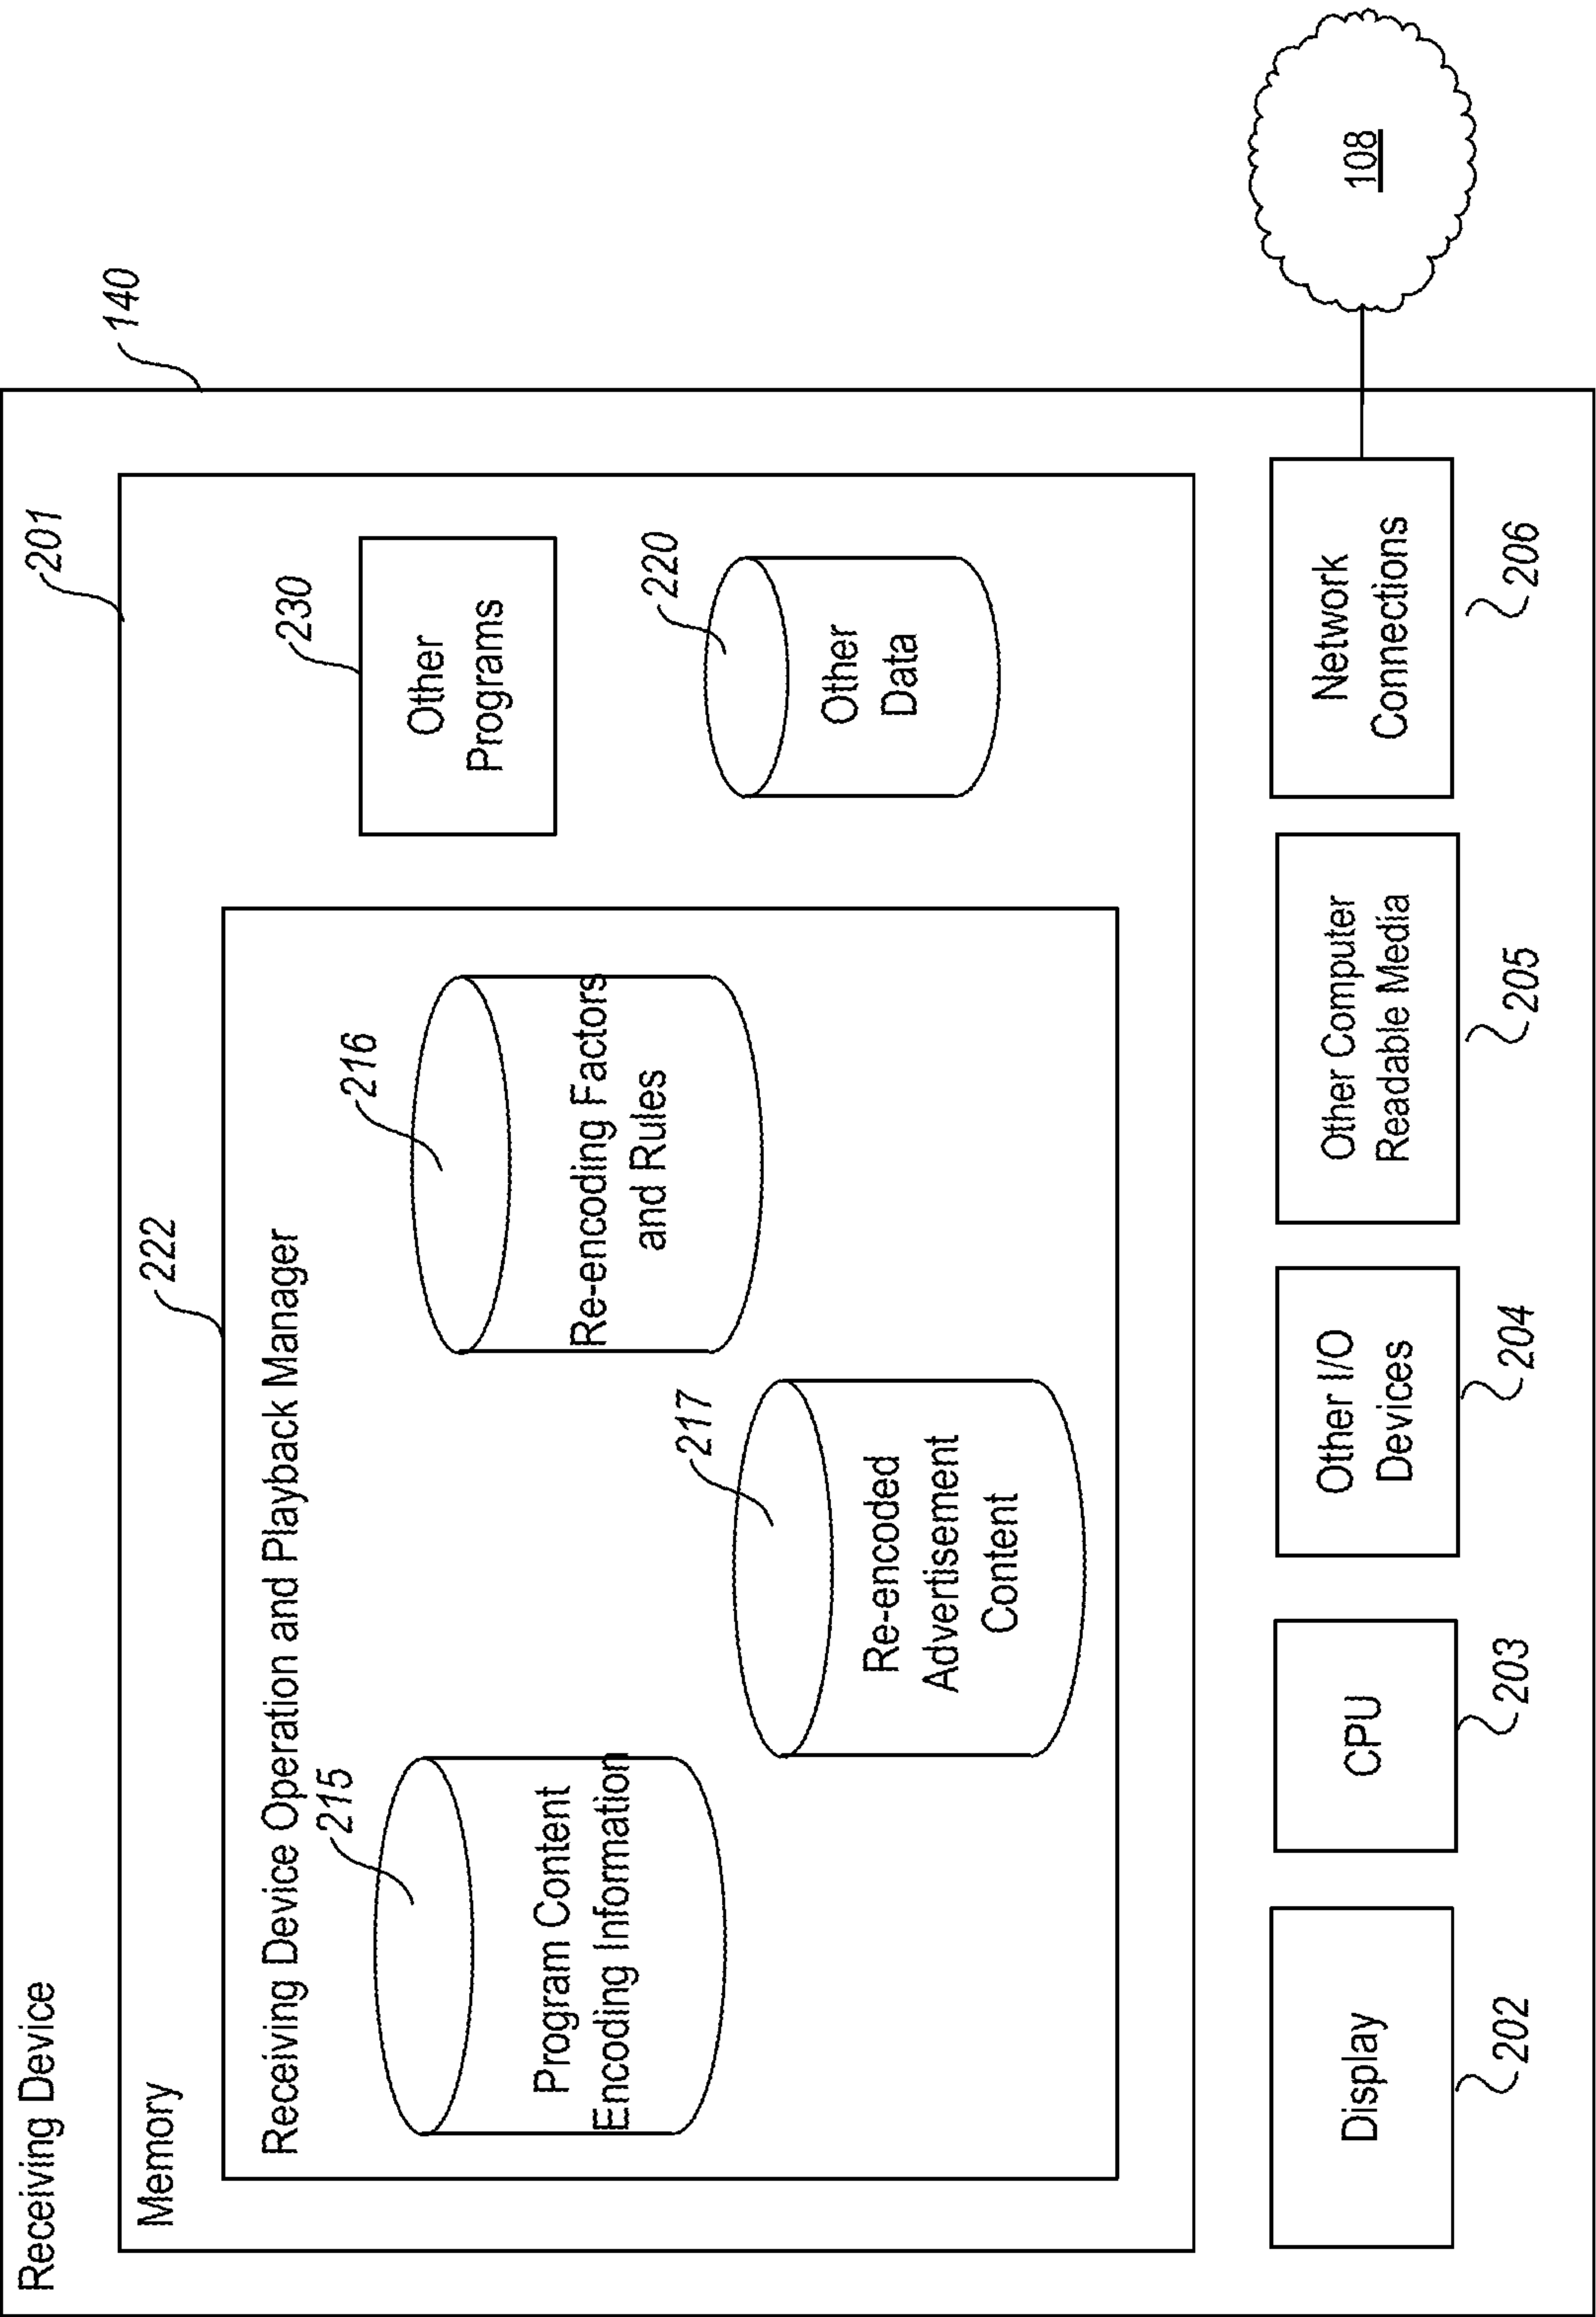 Receiving Device
140
Memory
201
222
Receiving Device Operation and Playback Manager
215
Program Content
Encoding Information
216
Re-encoding Factors
and Rules
217
Re-encoded
Advertisement
Content
230
Other
Programs
220
Other
Data
Display
202
CPU
203
Other I/O
Devices
204
Other Computer
Readable Media
205
Network
Connections
206
108